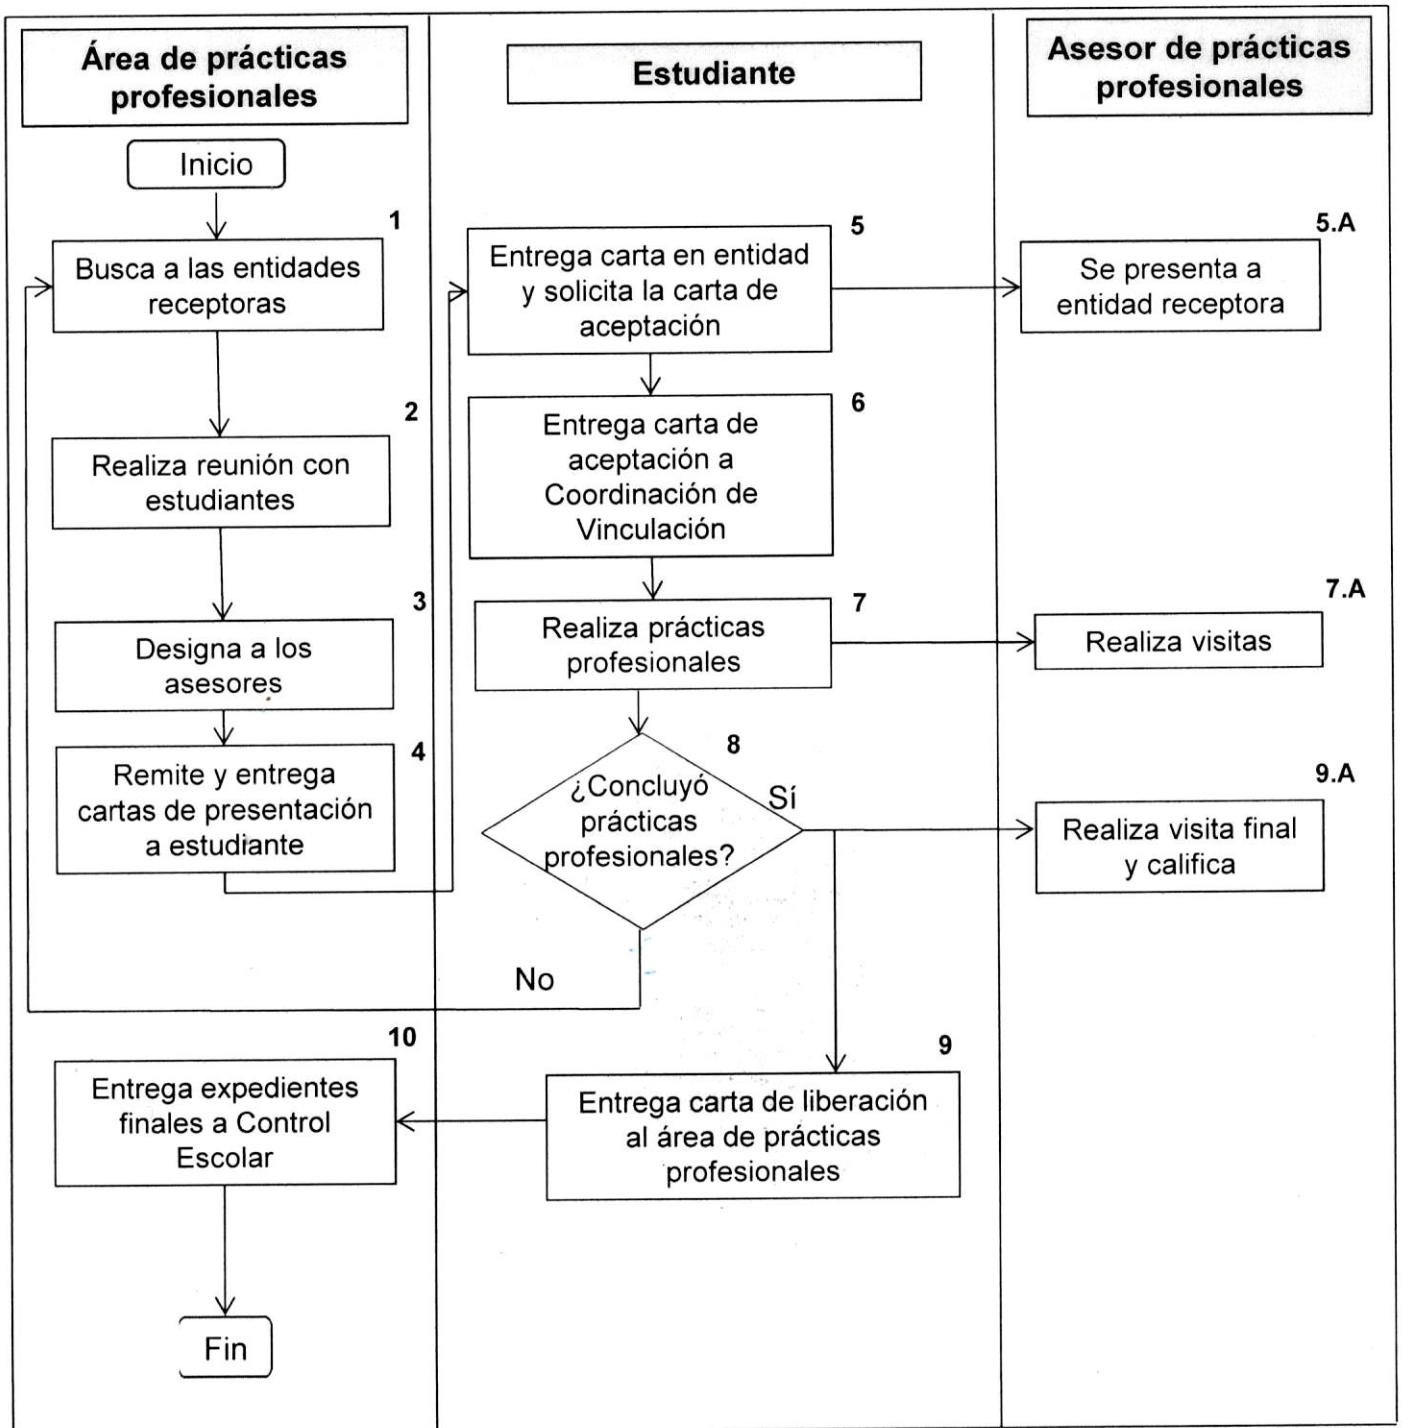 Área de prácticas
profesionales
Estudiante
Asesor de prácticas
profesionales
Inicio
1
Busca a las entidades
receptoras
2
Realiza reunión con
estudiantes
3
Designa a los
asesores
4
Remite y entrega
cartas de presentación
a estudiante
5
Entrega carta en entidad
y solicita la carta de
aceptación
5.A
Se presenta a
entidad receptora
6
Entrega carta de
aceptación a
Coordinación de
Vinculación
7
Realiza prácticas
profesionales
7.A
Realiza visitas
8
¿Concluyó
prácticas
profesionales?
Sí
No
9.A
Realiza visita final
y califica
9
Entrega carta de liberación
al área de prácticas
profesionales
10
Entrega expedientes
finales a Control
Escolar
Fin